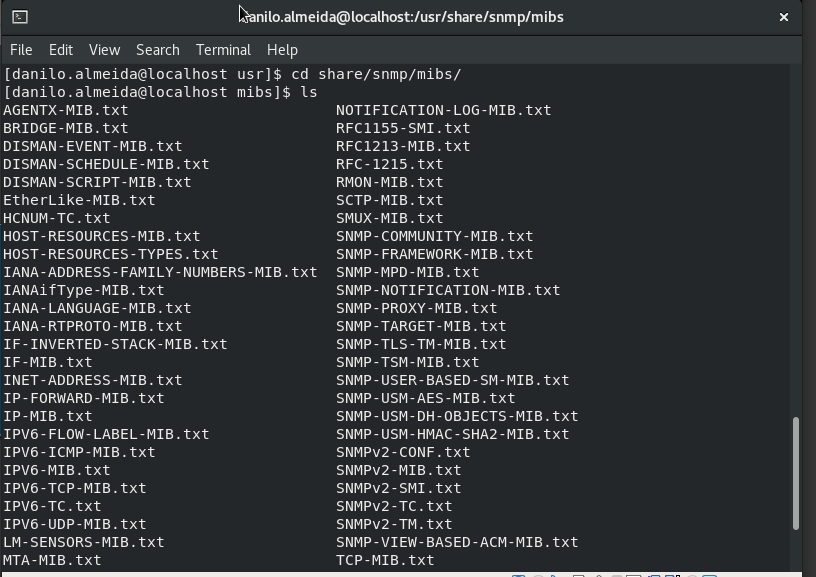 danilo.almeida@localhost:/usr/share/snmp/mibs
File Edit View Search Terminal Help
[danilo.almeida@localhost usr]$ cd share/snmp/mibs/
[danilo.almeida@localhost mibs]$ ls
AGENTX-MIB.txt NOTIFICATION-LOG-MIB.txt
BRIDGE-MIB.txt RFC1155-SMI.txt
DISMAN-EVENT-MIB.txt RFC1213-MIB.txt
DISMAN-SCHEDULE-MIB.txt RFC-1215.txt
DISMAN-SCRIPT-MIB.txt RMON-MIB.txt
EtherLike-MIB.txt SCTP-MIB.txt
HCNUM-TC.txt SMUX-MIB.txt
HOST-RESOURCES-MIB.txt SNMP-COMMUNITY-MIB.txt
HOST-RESOURCES-TYPES.txt SNMP-FRAMEWORK-MIB.txt
IANA-ADDRESS-FAMILY-NUMBERS-MIB.txt SNMP-MPD-MIB.txt
IANAifType-MIB.txt SNMP-NOTIFICATION-MIB.txt
IANA-LANGUAGE-MIB.txt SNMP-PROXY-MIB.txt
IANA-RTPROTO-MIB.txt SNMP-TARGET-MIB.txt
IF-INVERTED-STACK-MIB.txt SNMP-TLS-TM-MIB.txt
IF-MIB.txt SNMP-TSM-MIB.txt
INET-ADDRESS-MIB.txt SNMP-USER-BASED-SM-MIB.txt
IP-FORWARD-MIB.txt SNMP-USM-AES-MIB.txt
IP-MIB.txt SNMP-USM-DH-OBJECTS-MIB.txt
IPV6-FLOW-LABEL-MIB.txt SNMP-USM-HMAC-SHA2-MIB.txt
IPV6-ICMP-MIB.txt SNMPv2-CONF.txt
IPV6-MIB.txt SNMPv2-MIB.txt
IPV6-TCP-MIB.txt SNMPv2-SMI.txt
IPV6-TC.txt SNMPv2-TC.txt
IPV6-UDP-MIB.txt SNMPv2-TM.txt
LM-SENSORS-MIB.txt SNMP-VIEW-BASED-ACM-MIB.txt
MTA-MIB.txt TCP-MIB.txt